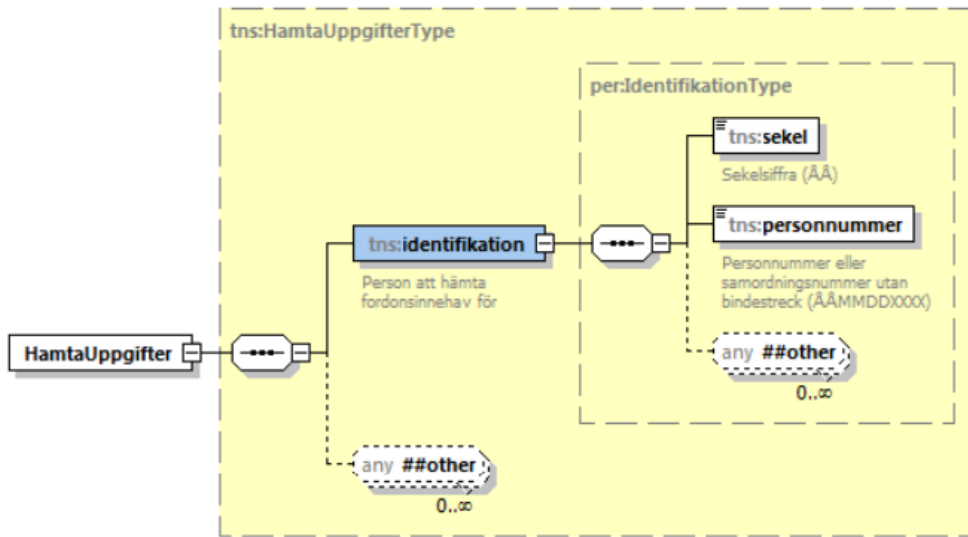 tns:HamtaUppgifterType
per:IdentifikationType
tns:sekel
Sekelsiffra (ÅÅ)
tns:personnummer
Personnummer eller
samordningsnummer utan
bindestreck (ÅÅMMDDXXXX)
any ##other
0..∞
tns:identifikation
Person att hämta
fordonsinnehav för
HamtaUppgifter
any ##other
0..∞